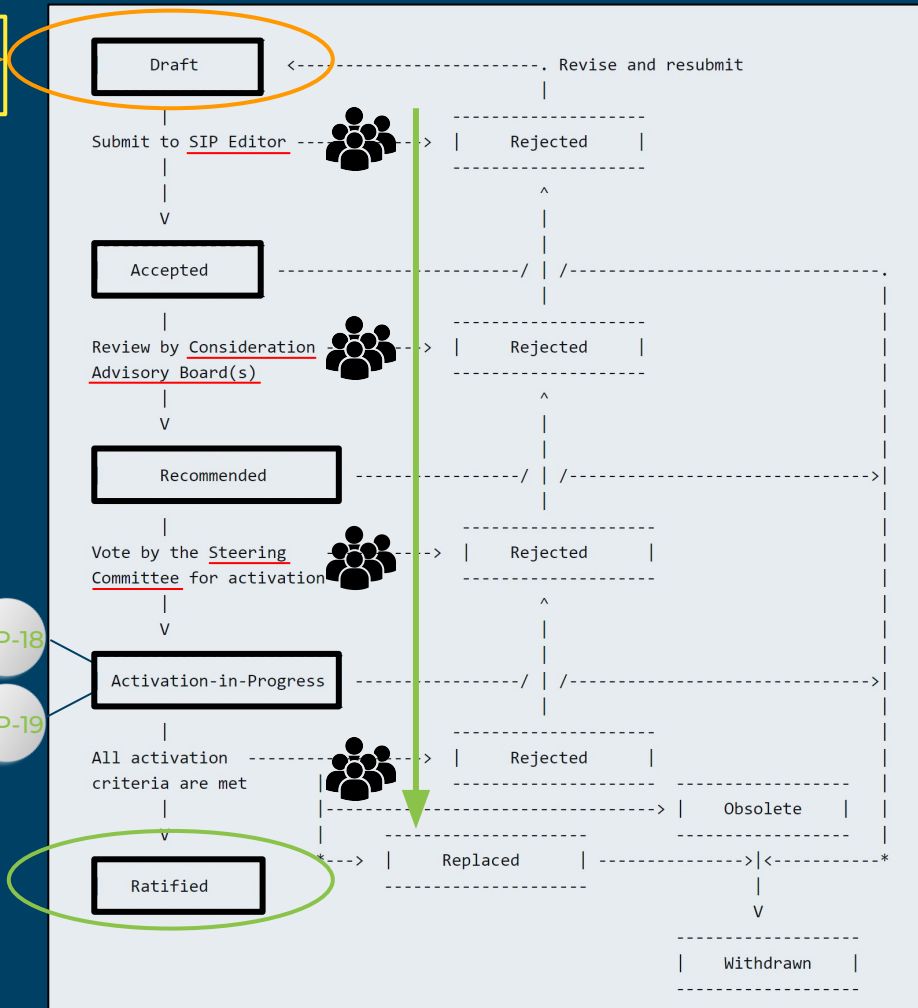 Draft <-------------------------. Revise and resubmit
Submit to SIP Editor
Rejected
V
^
Accepted
Review by Consideration
Rejected
Advisory Board(s)
^
V
Recommended
Vote by the Steering
Rejected
Committee for activation
^
V
P-18
Activation-in-Progress
P-19
All activation
Rejected
criteria are met
Obsolete
V
Replaced
Ratified
V
Withdrawn